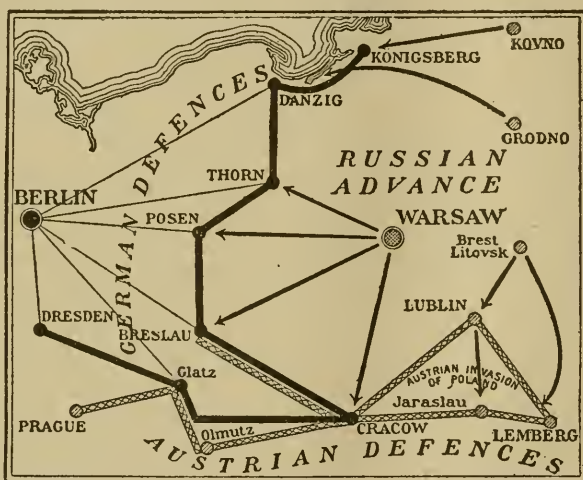 KÖNIGSBERG
KOVNO
DANZIG
GRODNO
GERMAN DEFENCES
RUSSIAN
ADVANCE
THORN
BERLIN
POSEN
WARSAW
Brest
Litovsk
DRESDEN
BRESLAU
LUBLIN
Glatz
AUSTRIAN INVASION
OF POLAND
Jaraslau
PRAGUE
Olmutz
CRACOW
LEMBERG
AUSTRIAN DEFENCES